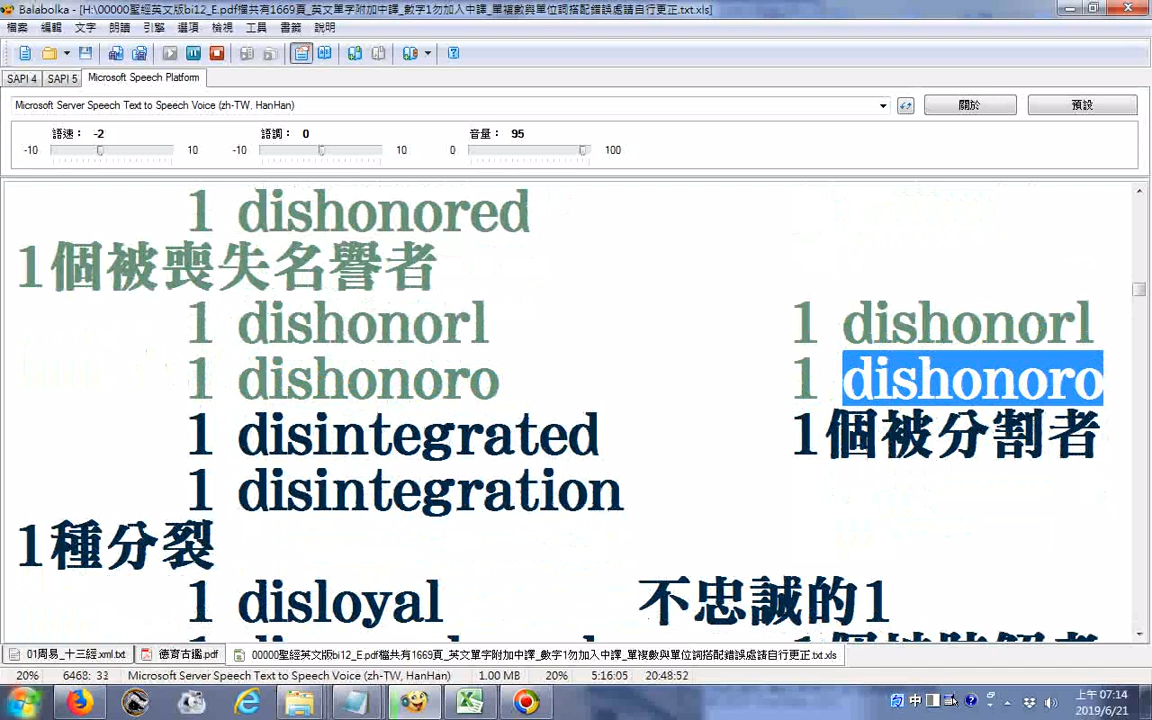 Balabolka - [H:\00000聖經英文版bi12_E.pdf檔共有1669頁_英文單字附加中譯_數字1勿加入中譯_單複數與單位詞搭配錯誤處請自行更正.txt.xls]
檔案 編輯 文字 朗讀 引擎 選項 檢視 工具 書籤 說明
SAPI 4 SAPI 5 Microsoft Speech Platform
Microsoft Server Speech Text to Speech Voice (zh-TW, HanHan) 關於 預設
語速： -2 語調： 0 音量： 95
-10 10 -10 10 0 100
1 dishonored
1個被喪失名譽者
1 dishonorl 1 dishonorl
1 dishonoro 1 dishonoro
1 disintegrated 1個被分割者
1 disintegration
1種分裂
1 disloyal 不忠誠的1
01周易_十三經.xml.txt 德育古鑑.pdf 00000聖經英文版bi12_E.pdf檔共有1669頁_英文單字附加中譯_數字1勿加入中譯_單複數與單位詞搭配錯誤處請自行更正.txt.xls
20% 6468: 33 Microsoft Server Speech Text to Speech Voice (zh-TW, HanHan) 1.00 MB 20% 5:16:05 20:48:52
中 上午 07:14
2019/6/21